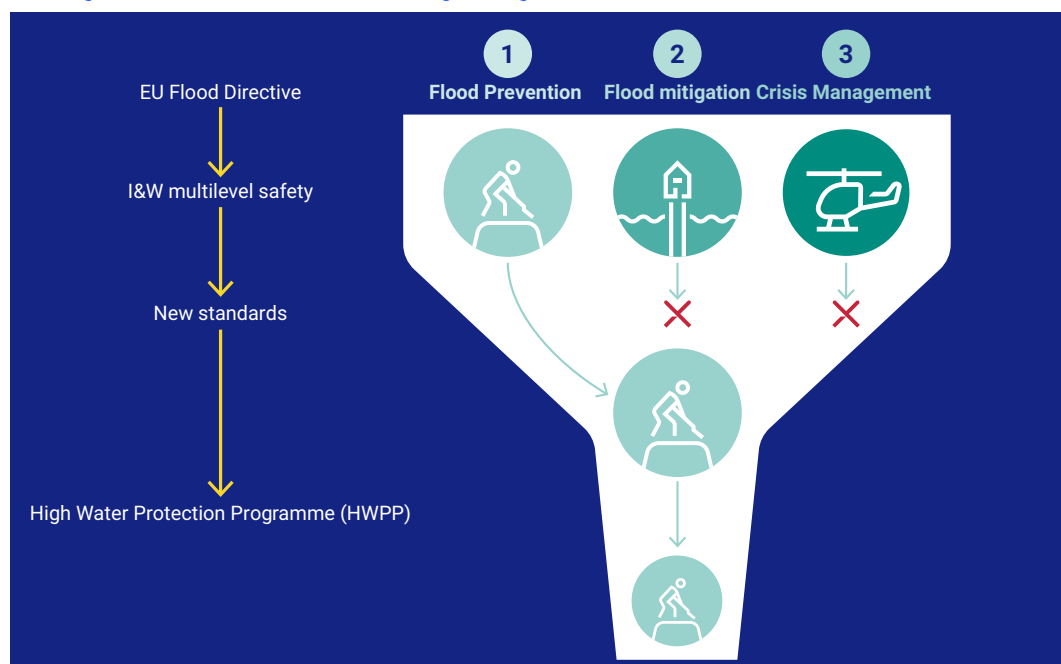 1
2
3
EU Flood Directive
Flood Prevention
Flood mitigation
Crisis Management
I&W multilevel safety
New standards
High Water Protection Programme (HWPP)